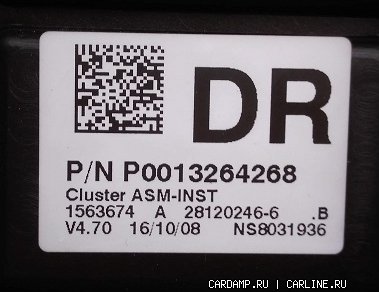 DR
P/N P0013264268
Cluster ASM-INST
1563674 A 28120246-6 .B
V4.70 16/10/08 NS8031936
CARDAMP.RU | CARLINE.RU